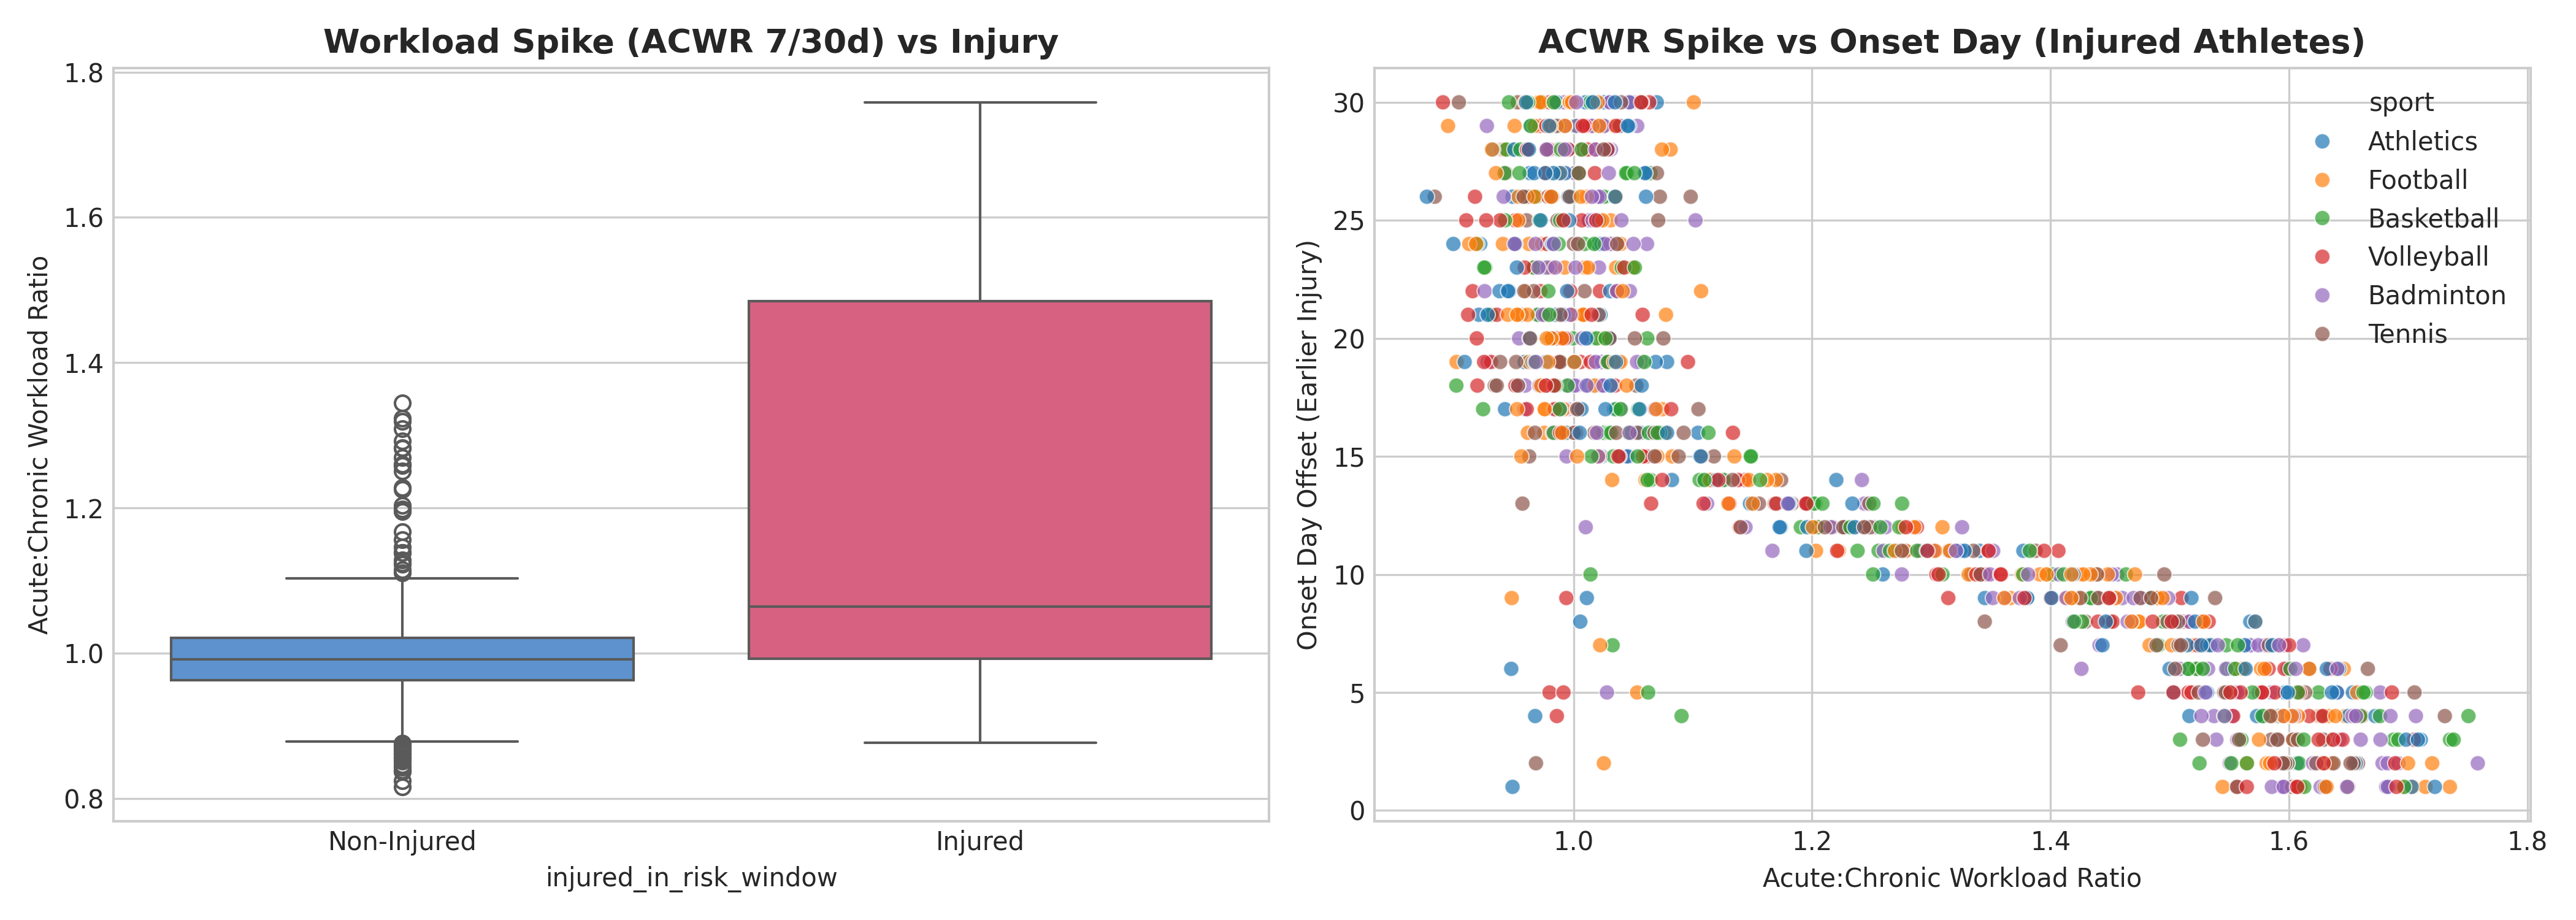 Workload Spike (ACWR 7/30d) vs Injury
Acute:Chronic Workload Ratio
1.8
1.6
1.4
1.2
1.0
0.8
Non-Injured
Injured
injured_in_risk_window
ACWR Spike vs Onset Day (Injured Athletes)
Onset Day Offset (Earlier Injury)
30
25
20
15
10
5
0
sport
Athletics
Football
Basketball
Volleyball
Badminton
Tennis
1.0
1.2
1.4
1.6
1.8
Acute:Chronic Workload Ratio